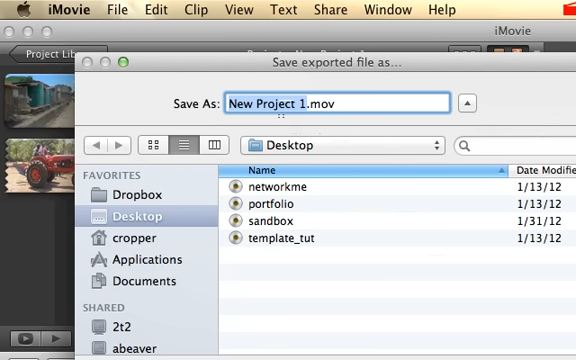 iMovie File Edit Clip View Text Share Window Help
iMovie
Project Lib
Save exported file as...
Save As: New Project 1.mov
Desktop
FAVORITES
Dropbox
Desktop
cropper
Applications
Documents
SHARED
2t2
abeaver
Name Date Modifie
networkme 1/13/12
portfolio 1/13/12
sandbox 1/31/12
template_tut 1/13/12